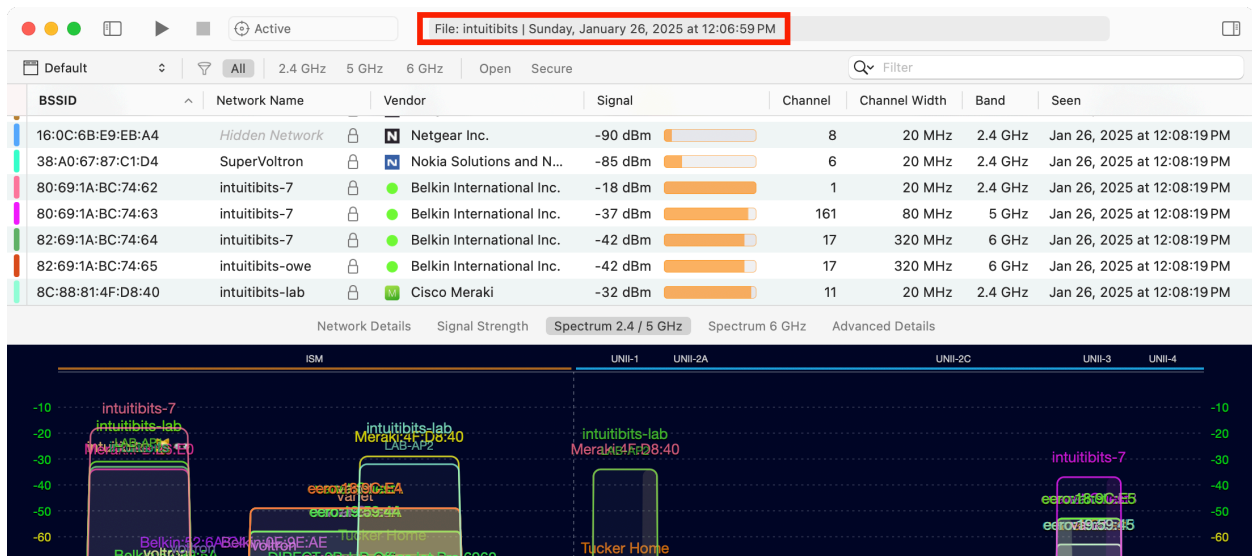 Active
File: intuitibits | Sunday, January 26, 2025 at 12:06:59 PM
Default All 2.4 GHz 5 GHz 6 GHz Open Secure Filter
BSSID Network Name Vendor Signal Channel Channel Width Band Seen
16:0C:6B:E9:EB:A4 Hidden Network N Netgear Inc. -90 dBm 8 20 MHz 2.4 GHz Jan 26, 2025 at 12:08:19 PM
38:A0:67:87:C1:D4 SuperVoltron N Nokia Solutions and N... -85 dBm 6 20 MHz 2.4 GHz Jan 26, 2025 at 12:08:19 PM
80:69:1A:BC:74:62 intuitibits-7 Belkin International Inc. -18 dBm 1 20 MHz 2.4 GHz Jan 26, 2025 at 12:08:19 PM
80:69:1A:BC:74:63 intuitibits-7 Belkin International Inc. -37 dBm 161 80 MHz 5 GHz Jan 26, 2025 at 12:08:19 PM
82:69:1A:BC:74:64 intuitibits-7 Belkin International Inc. -42 dBm 17 320 MHz 6 GHz Jan 26, 2025 at 12:08:19 PM
82:69:1A:BC:74:65 intuitibits-owe Belkin International Inc. -42 dBm 17 320 MHz 6 GHz Jan 26, 2025 at 12:08:19 PM
8C:88:81:4F:D8:40 intuitibits-lab M Cisco Meraki -32 dBm 11 20 MHz 2.4 GHz Jan 26, 2025 at 12:08:19 PM
Network Details Signal Strength Spectrum 2.4 / 5 GHz Spectrum 6 GHz Advanced Details
ISM UNII-1 UNII-2A UNII-2C UNII-3 UNII-4
-10 intuitibits-7 -10
intuitibits-lab intuitibits-lab
-20 Meraki:4F:D8:40 intuitibits-lab -20
LAB-AP2 Meraki:4F:D8:40
-30 intuitibits-7 -30
-40 -40
-50 -50
-60 Tucker Home -60
Tucker Home